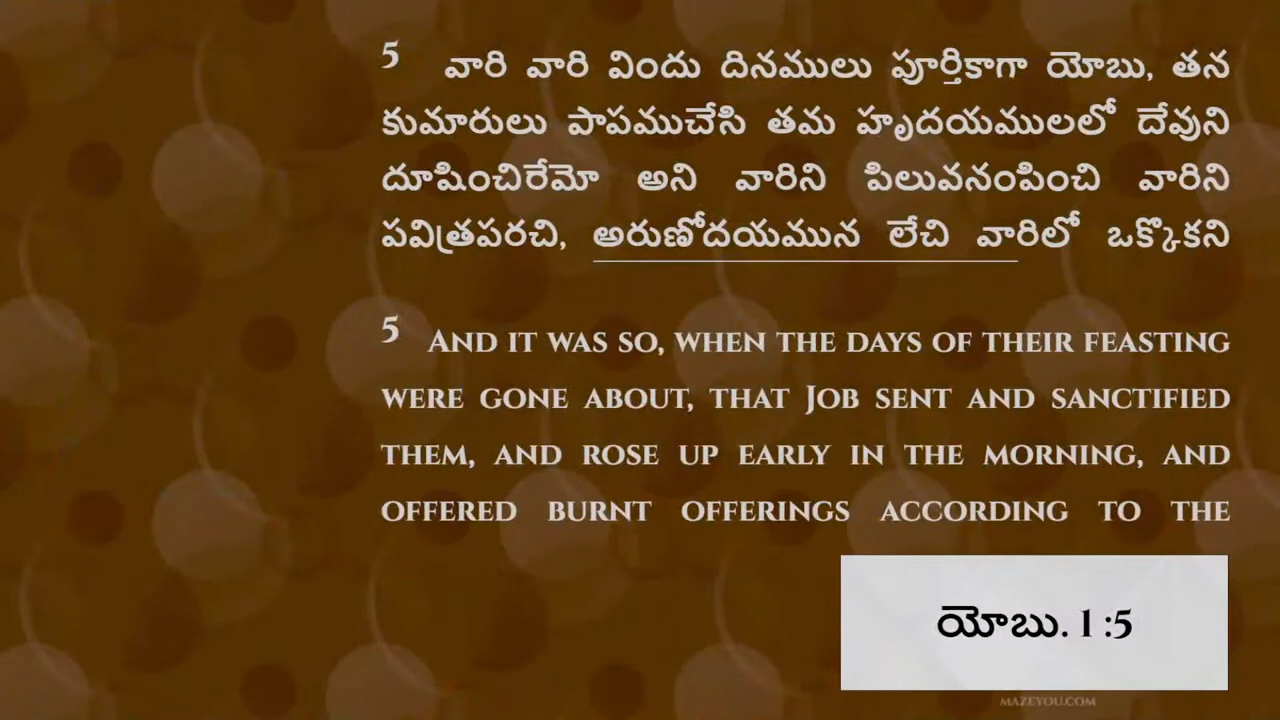 5 వారి వారి విందు దినములు పూర్తికాగా యోబు, తన
కుమారులు పాపముచేసి తమ హృదయములలో దేవుని
దూషించిరేమో అని వారిని పిలువనంపించి వారిని
పవిత్రపరచి, అరుణోదయమున లేచి వారిలో ఒక్కొకని
5 And it was so, when the days of their feasting
were gone about, that Job sent and sanctified
them, and rose up early in the morning, and
offered burnt offerings according to the
యోబు. 1 :5
MAZEYOU.COM